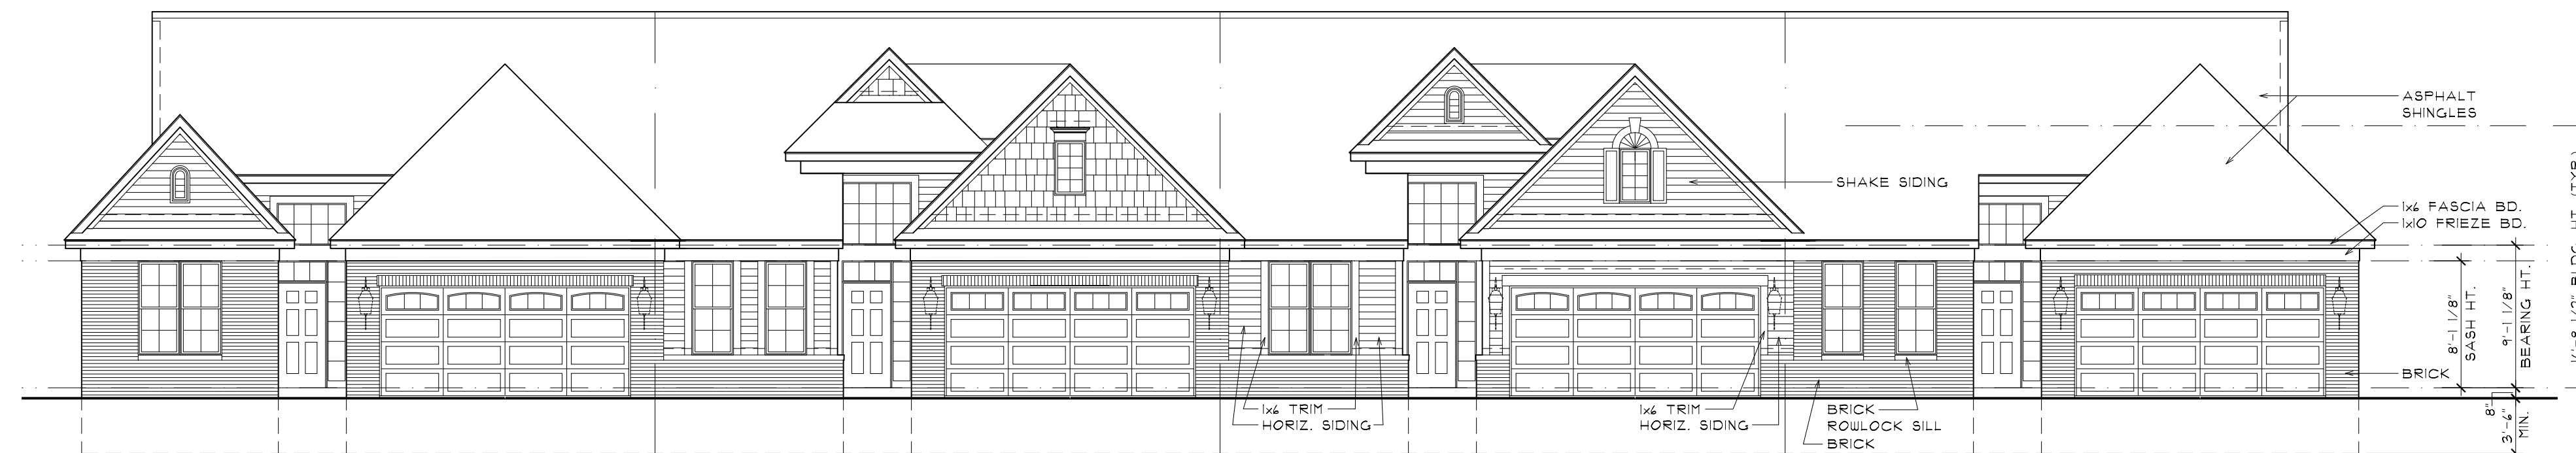 ASPHALT
SHINGLES
SHAKE SIDING
1x6 FASCIA BD.
1x10 FRIEZE BD.
8'-1 1/8"
SASH HT.
9'-1 1/8"
BEARING HT.
BRICK
1x6 TRIM
HORIZ. SIDING
1x6 TRIM
HORIZ. SIDING
BRICK
ROWLOCK SILL
BRICK
8"
3'-6"
MIN.